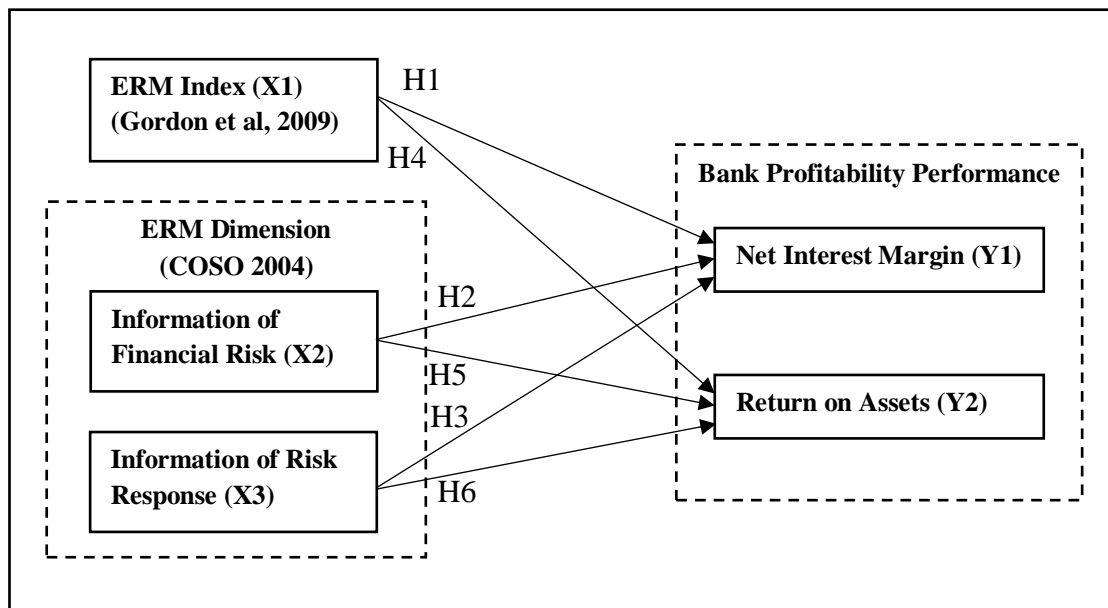 ERM Index (X1)
(Gordon et al, 2009)
H1
H4
ERM Dimension
(COSO 2004)
Information of
Financial Risk (X2)
H2
H5
Information of Risk
Response (X3)
H3
H6
Bank Profitability Performance
Net Interest Margin (Y1)
Return on Assets (Y2)